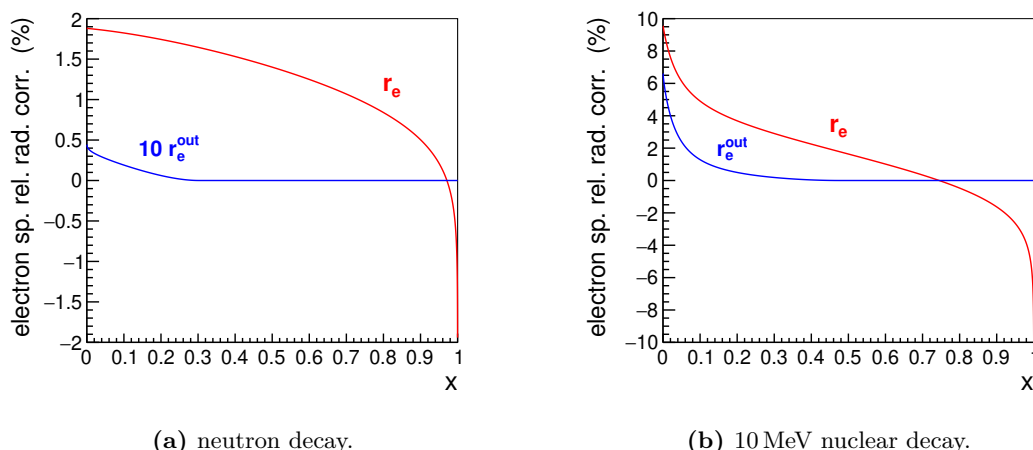 electron sp. rel. rad. corr. (%)
2
1.5
1
0.5
0
−0.5
−1
−1.5
−2
r_e
10 r_e^out
0 0.1 0.2 0.3 0.4 0.5 0.6 0.7 0.8 0.9 1
x
(a) neutron decay.
electron sp. rel. rad. corr. (%)
10
8
6
4
2
0
−2
−4
−6
−8
−10
r_e
r_e^out
0 0.1 0.2 0.3 0.4 0.5 0.6 0.7 0.8 0.9 1
x
(b) 10 MeV nuclear decay.